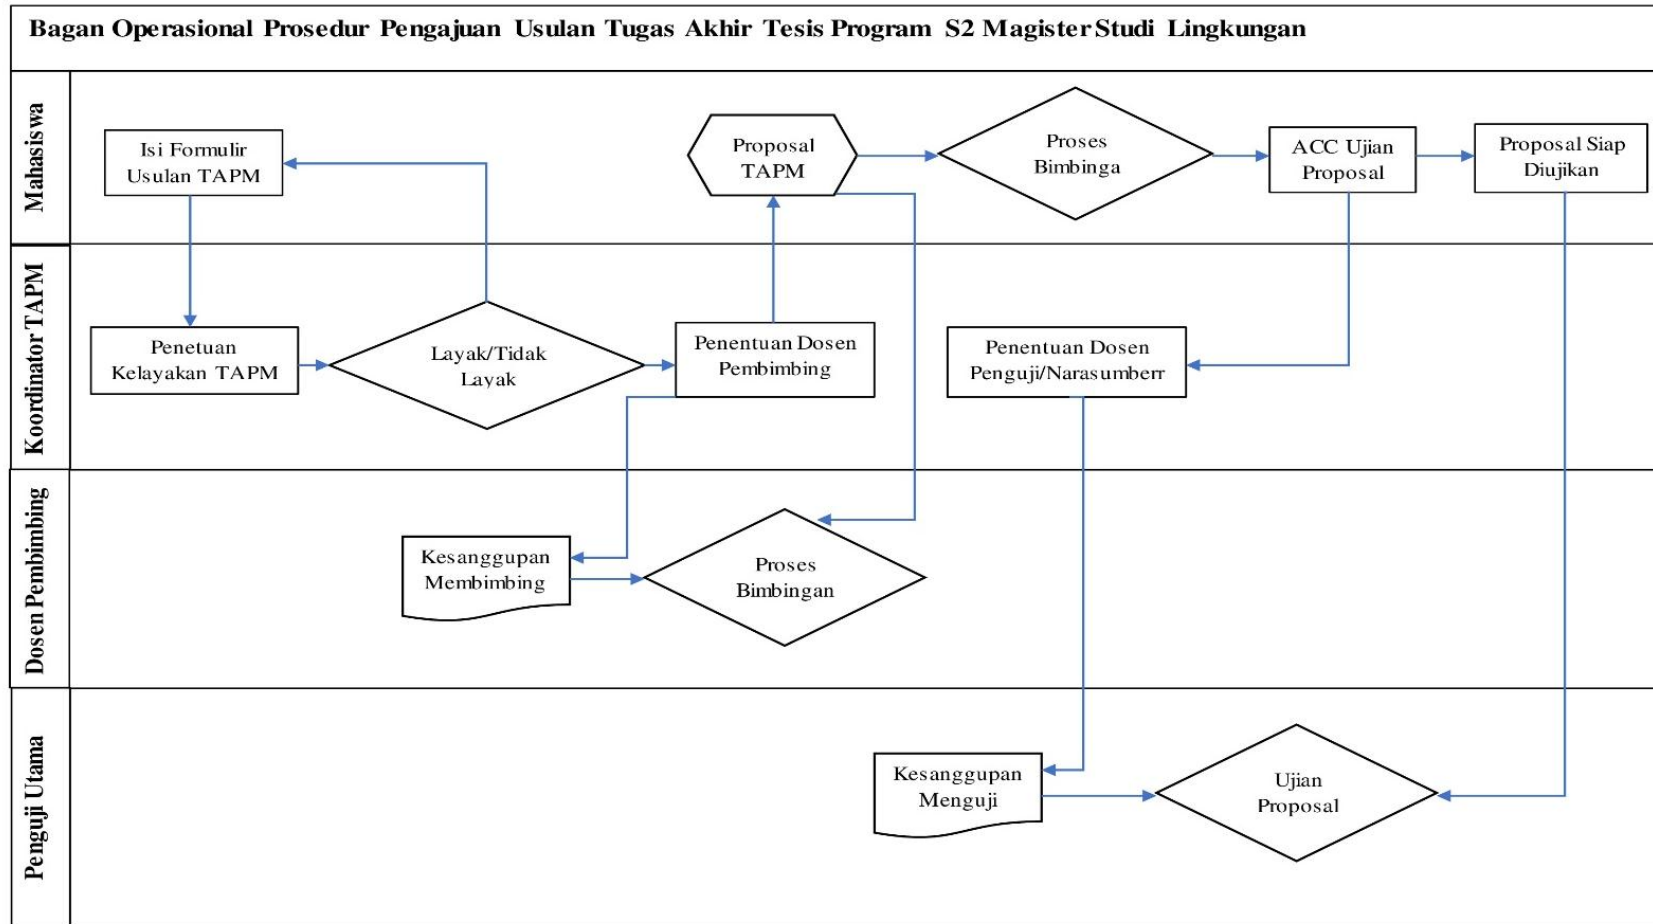 Bagan Operasional Prosedur Pengajuan Usulan Tugas Akhir Tesis Program S2 Magister Studi Lingkungan
Mahasiswa
Isi Formulir
Usulan TAPM
Proposal
TAPM
Proses
Bimbinga
ACC Ujian
Proposal
Proposal Siap
Diujikan
Koordinator TAPM
Penetuan
Kelayakan TAPM
Layak/Tidak
Layak
Penentuan Dosen
Pembimbing
Penentuan Dosen
Penguji/Narasumberr
Dosen Pembimbing
Kesanggupan
Membimbing
Proses
Bimbingan
Penguji Utama
Kesanggupan
Menguji
Ujian
Proposal